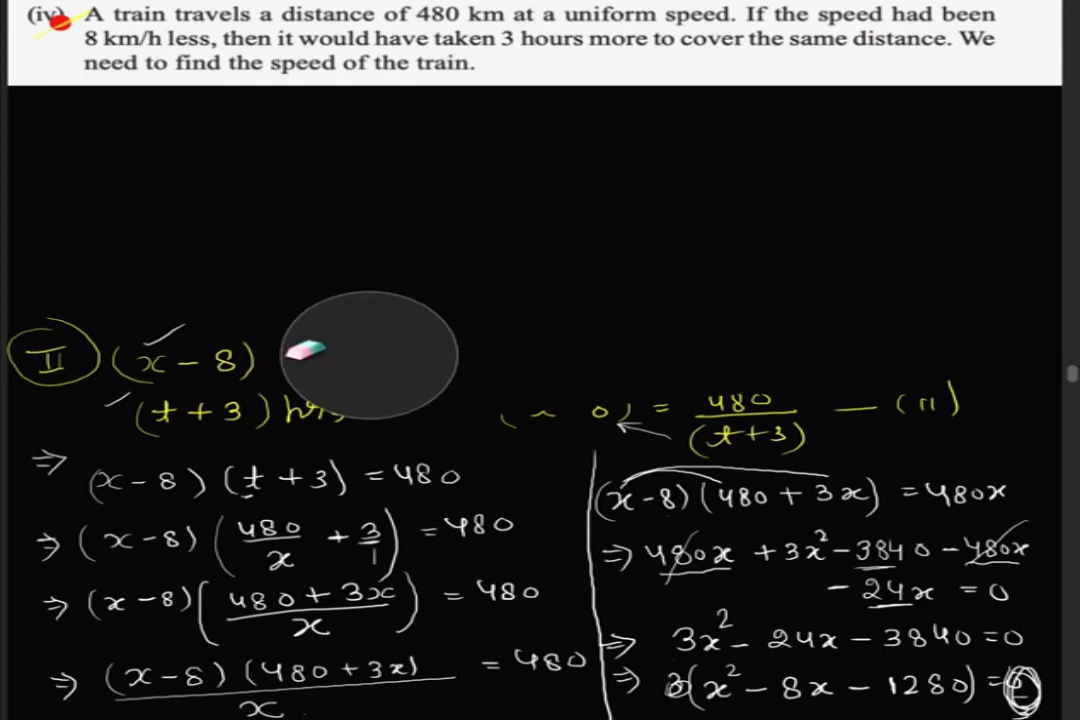 (iv) A train travels a distance of 480 km at a uniform speed. If the speed had been
8 km/h less, then it would have taken 3 hours more to cover the same distance. We
need to find the speed of the train.
II (x - 8)
(t + 3) hrs
= 480/(t+3) — (II)
⇒ (x - 8) (t + 3) = 480
⇒ (x - 8) (480/x + 3/1) = 480
⇒ (x - 8) (480 + 3x / x) = 480
⇒ (x - 8) (480 + 3x) / x = 480
(x - 8) (480 + 3x) = 480x
⇒ 480x + 3x² - 3840 - 480x
- 24x = 0
⇒ 3x² - 24x - 3840 = 0
⇒ 3(x² - 8x - 1280) = 0